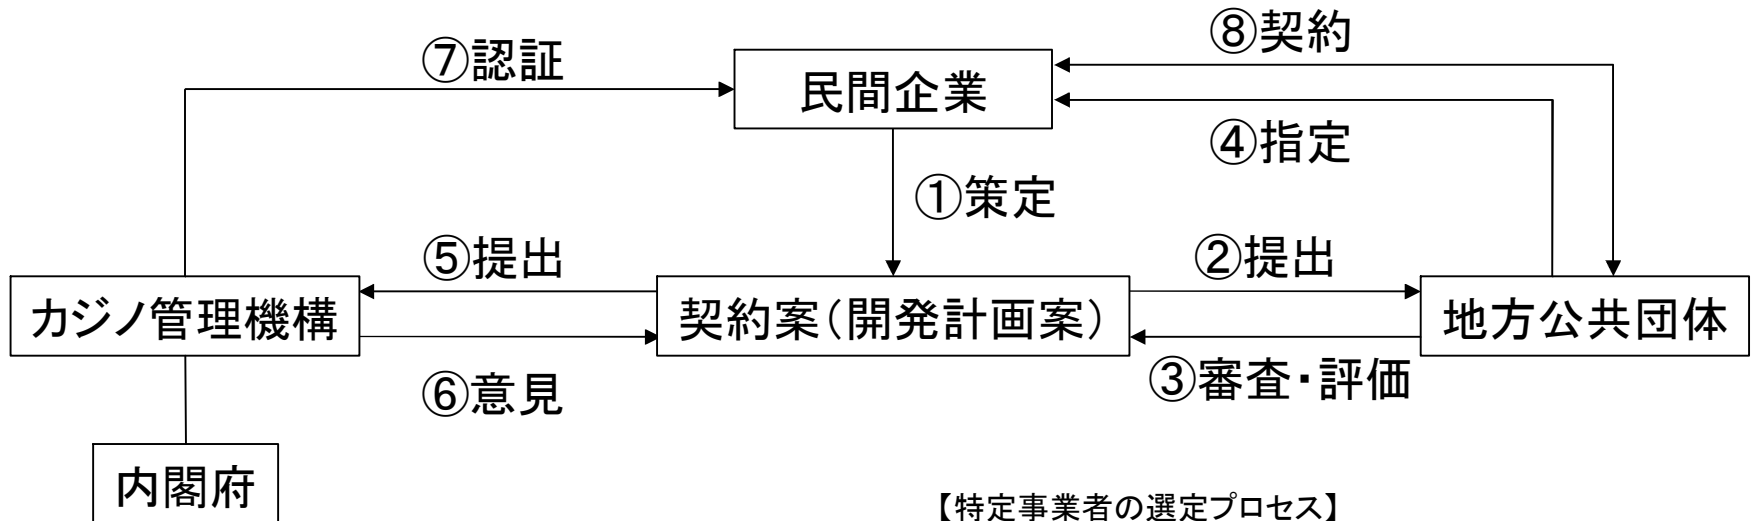 ⑧契約
⑦認証
民間企業
④指定
①策定
⑤提出
②提出
カジノ管理機構
契約案(開発計画案)
地方公共団体
⑥意見
③審査・評価
内閣府
【特定事業者の選定プロセス】